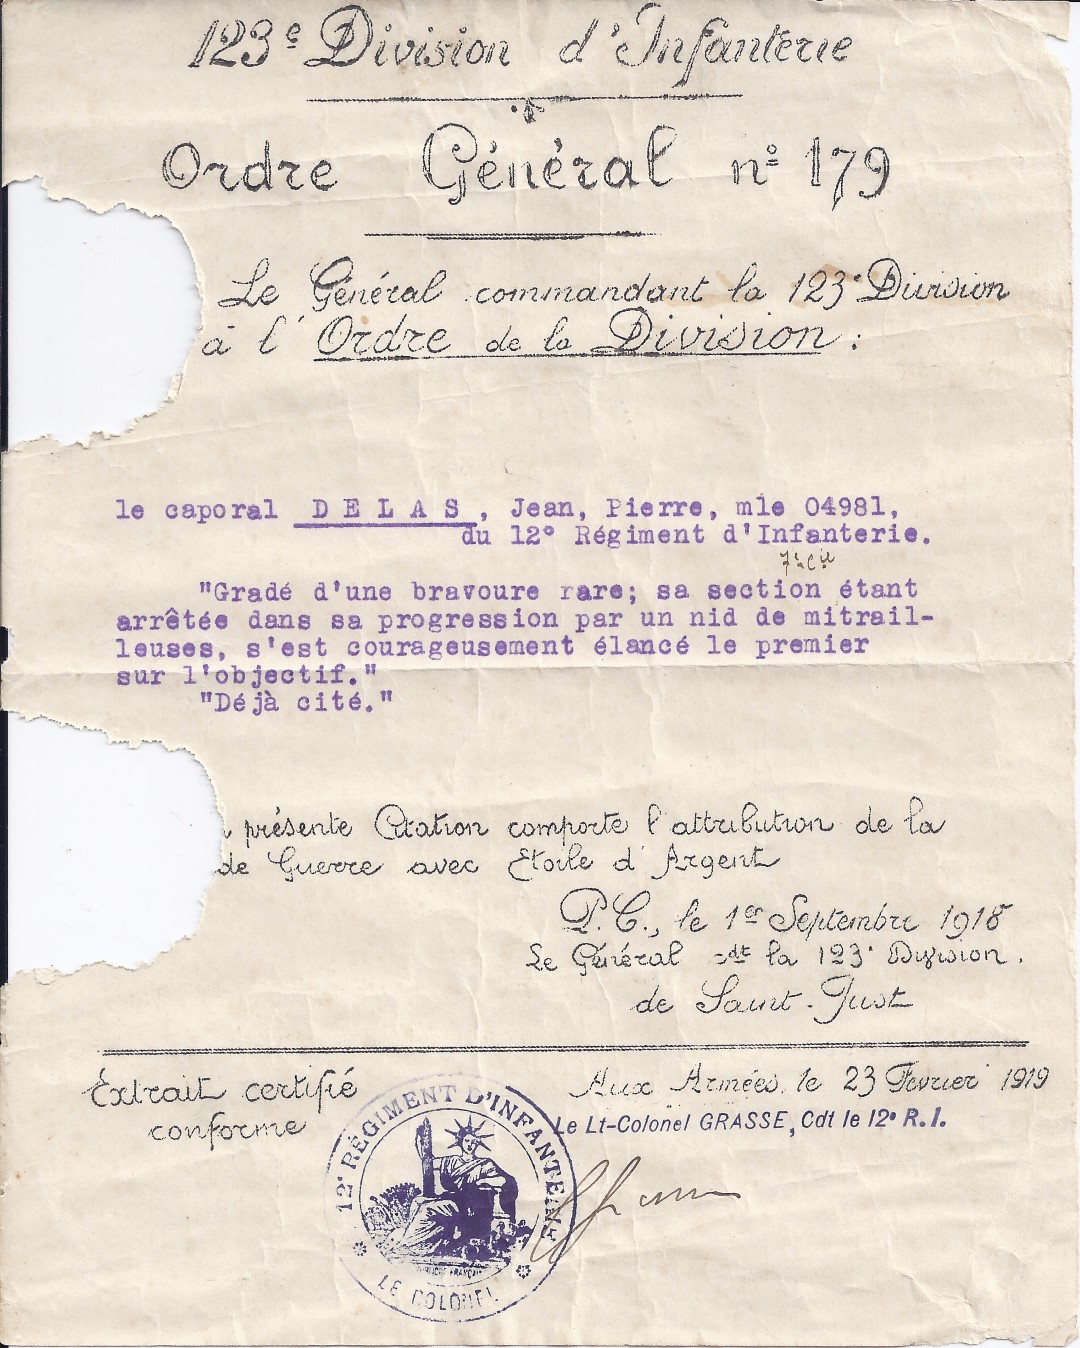 123e Division d'Infanterie
Ordre Général n° 179
Le Général commandant la 123e Division
à l'Ordre de la Division :
le caporal DELAS, Jean, Pierre, mle 04981,
du 12° Régiment d'Infanterie.
7e Cie
"Gradé d'une bravoure rare; sa section étant
arrêtée dans sa progression par un nid de mitrail-
leuses, s'est courageusement élancé le premier
sur l'objectif."
"Déjà cité."
présente Citation comporte l'attribution de la
de Guerre avec Etoile d'Argent
P.C., le 1er Septembre 1918
Le Général cdt la 123e Division.
de Saint-Just
Extrait certifié
conforme
Aux Armées, le 23 Février 1919
Le Lt-Colonel GRASSE, Cdt le 12e R.I.
12e RÉGIMENT D'INFANTERIE
LE COLONEL